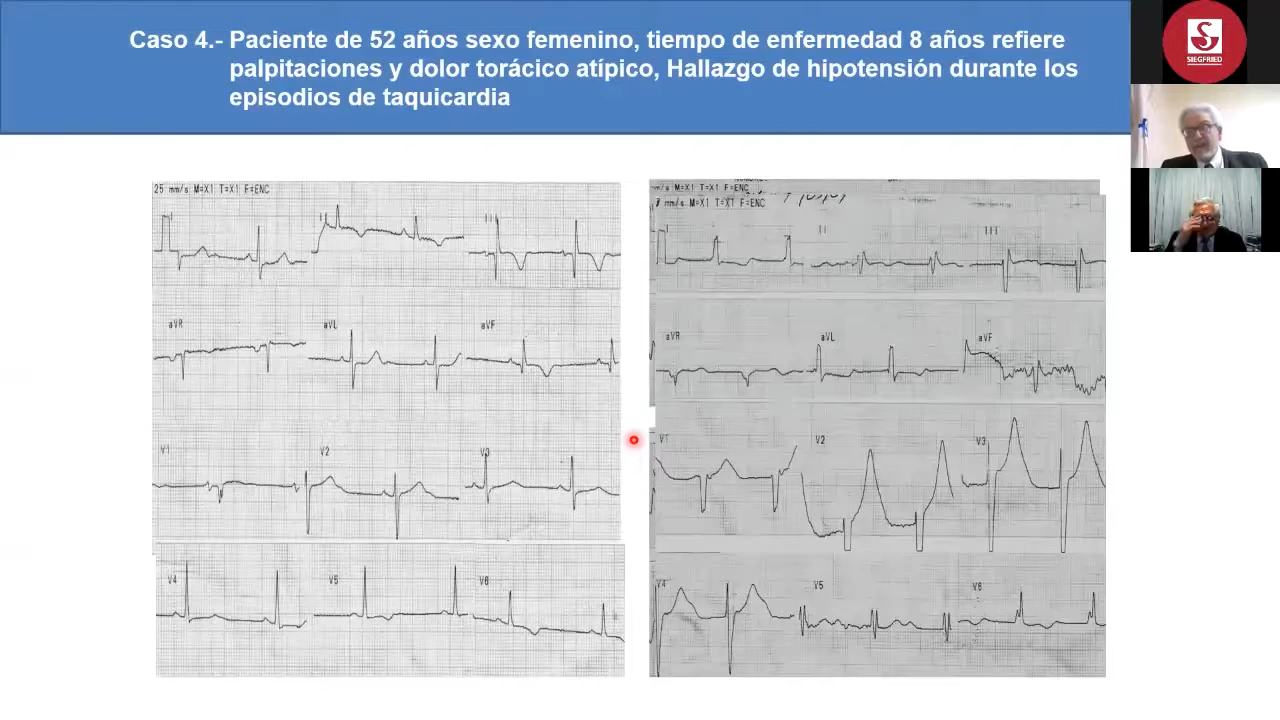 Caso 4.- Paciente de 52 años sexo femenino, tiempo de enfermedad 8 años refiere
palpitaciones y dolor torácico atípico, Hallazgo de hipotensión durante los
episodios de taquicardia
SIEGFRIED
25 mm/s M=X1 T=X1 F=ENC
I II III
aVR aVL aVF
V1 V2 V3
V4 V5 V6
mm/s M=X1 T=X1 F=ENC
mm/s M=X1 T=X1 F=ENC
I II III
aVR aVL aVF
V1 V2 V3
V4 V5 V6